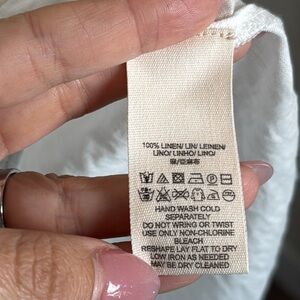 100% LINEN/ LIN/ LEINEN/
LINO/ LINHO/ LINO/
HAND WASH COLD
SEPARATELY
DO NOT WRING OR TWIST
USE ONLY NON-CHLORINE
BLEACH
RESHAPE LAY FLAT TO DRY
LOW IRON AS NEEDED
MAY BE DRY CLEANED